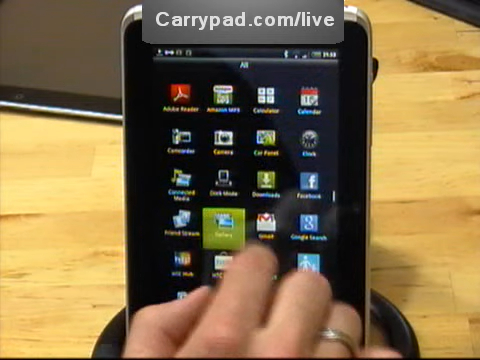 Carrypad.com/live
All
Adobe Reader Amazon MP3 Calculator Calendar
Camcorder Camera Car Panel Clock
Connected Media Dock Mode Downloads Facebook
Friend Stream Gallery Gmail Google Search
HTC Hub HTC